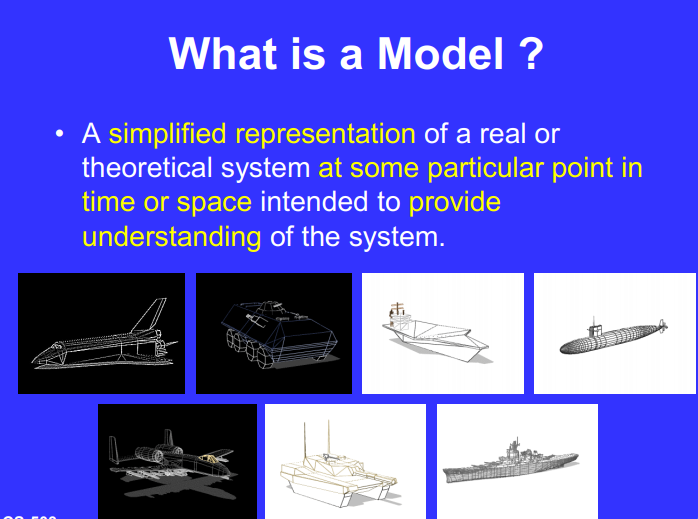 What is a Model ?
• A simplified representation of a real or
theoretical system at some particular point in
time or space intended to provide
understanding of the system.